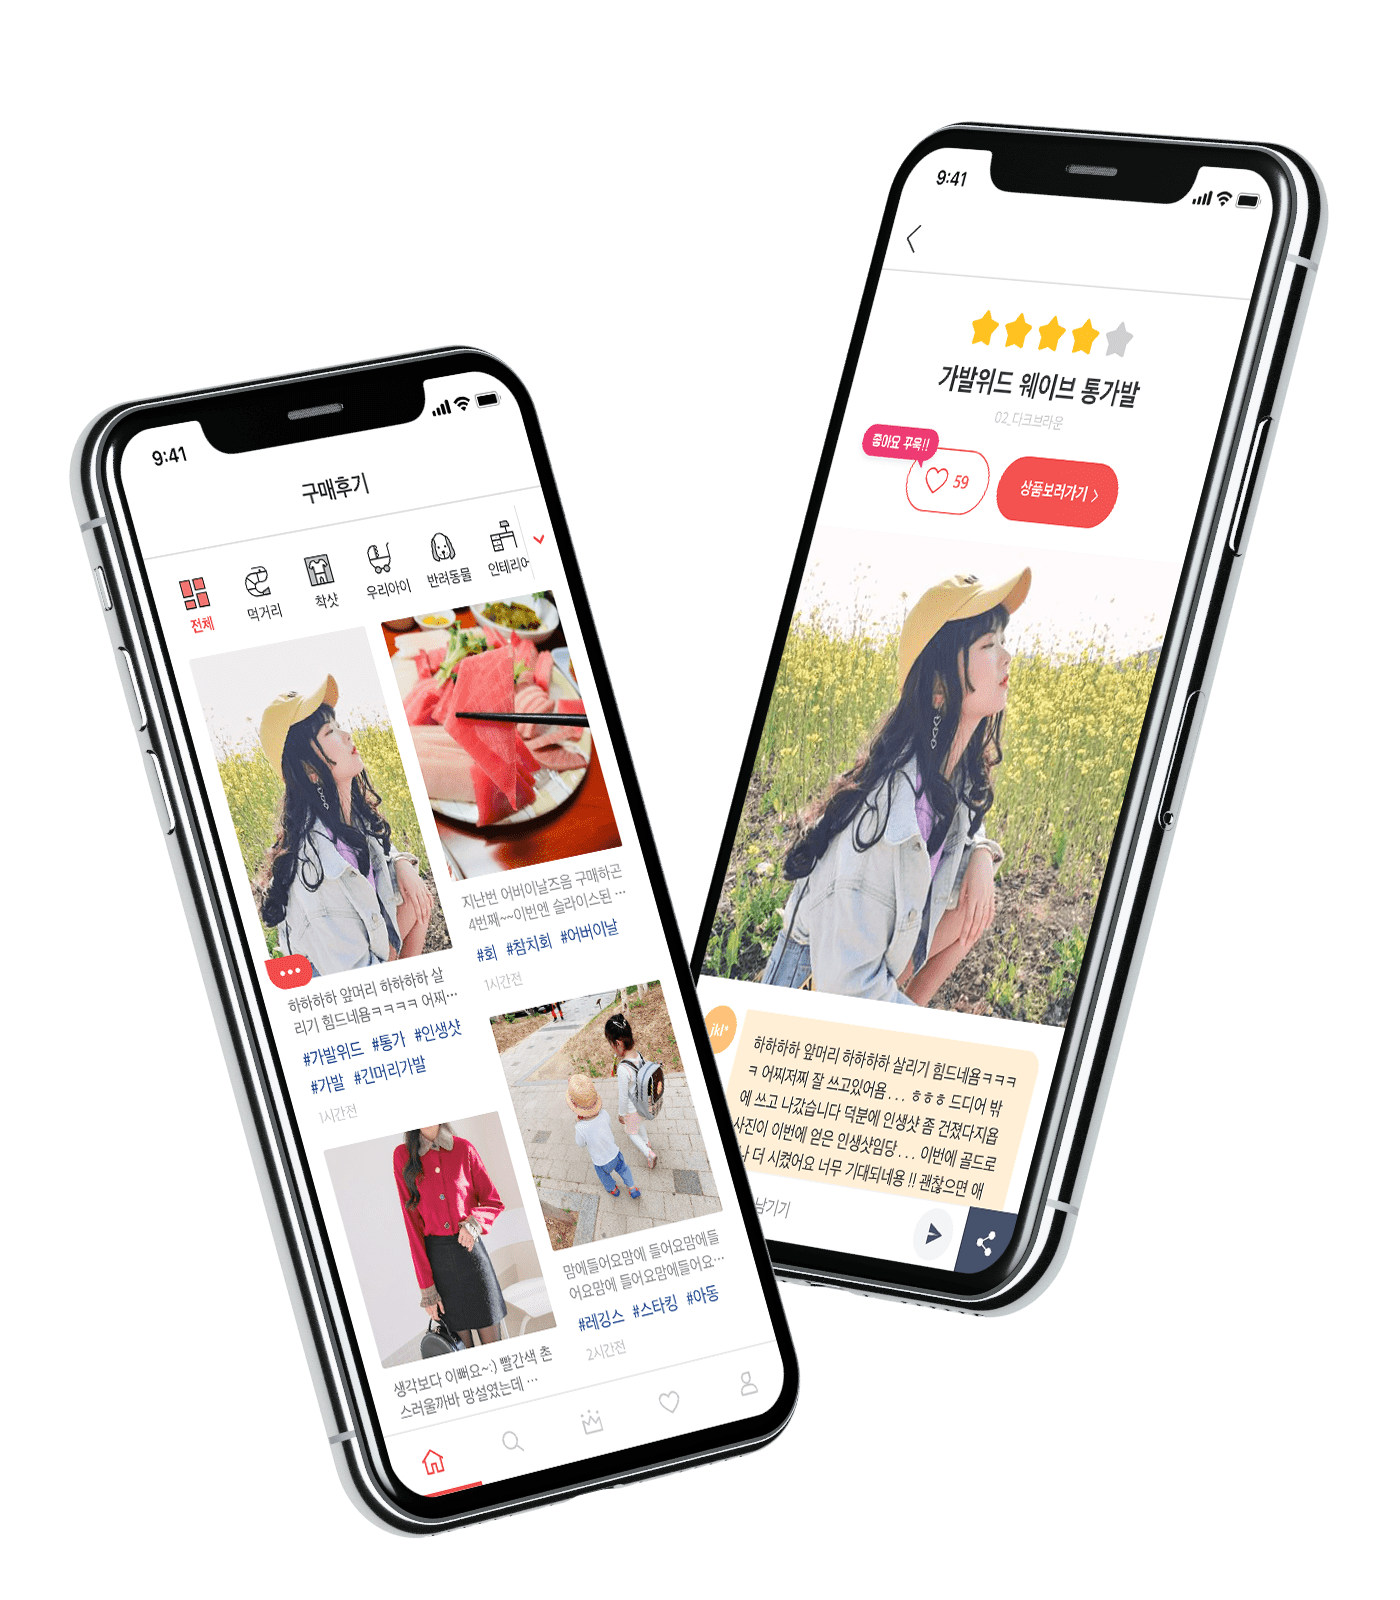 9:41
구매후기
전체
먹거리
착샷
우리아이
반려동물
인테리어
하하하하 앞머리 하하하하 살
리기 힘드네욤ㅋㅋㅋㅋ 어찌…
#가발위드 #통가 #인생샷
#가발 #긴머리가발
1시간전
지난번 어버이날즈음 구매하곤
4번째~~이번엔 슬라이스된 …
#회 #참치회 #어버이날
1시간전
생각보다 이뻐요~:) 빨간색 촌
스러울까바 망설였는데 …
맘에들어요맘에 들어요맘에들
어요맘에 들어요맘에들어요…
#레깅스 #스타킹 #아동
2시간전
9:41
가발위드 웨이브 통가발
02_다크브라운
좋아요 꾸욱!!
59
상품보러가기 >
jkl*
하하하하 앞머리 하하하하 살리기 힘드네욤ㅋㅋㅋ
ㅋ 어찌저찌 잘 쓰고있어욤... ㅎㅎㅎ 드디어 밖
에 쓰고 나갔습니다 덕분에 인생샷 좀 건졌다지욥
사진이 이번에 얻은 인생샷임당... 이번에 골드로
더 시켰어요 너무 기대되네용 !! 괜찮으면 애
남기기